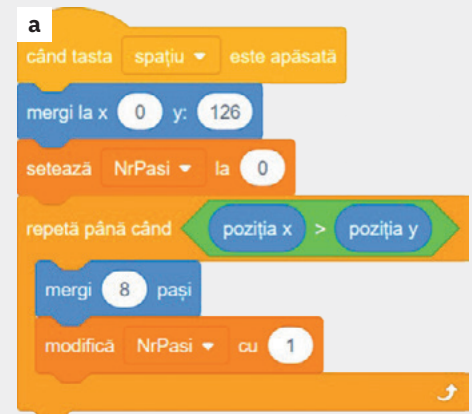 a
când tasta spațiu este apăsată
mergi la x 0 y: 126
setează NrPasi la 0
repetă până când poziția x > poziția y
mergi 8 pași
modifică NrPasi cu 1